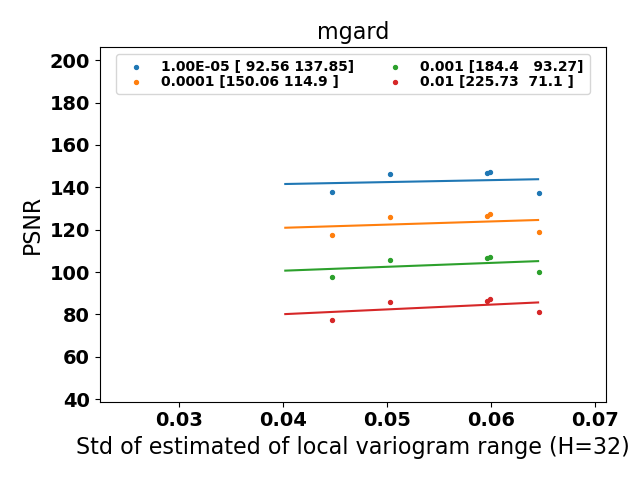 mgard
1.00E-05 [ 92.56 137.85]
0.0001 [150.06 114.9 ]
0.001 [184.4   93.27]
0.01 [225.73  71.1 ]
PSNR
200
180
160
140
120
100
80
60
40
0.03 0.04 0.05 0.06 0.07
Std of estimated of local variogram range (H=32)